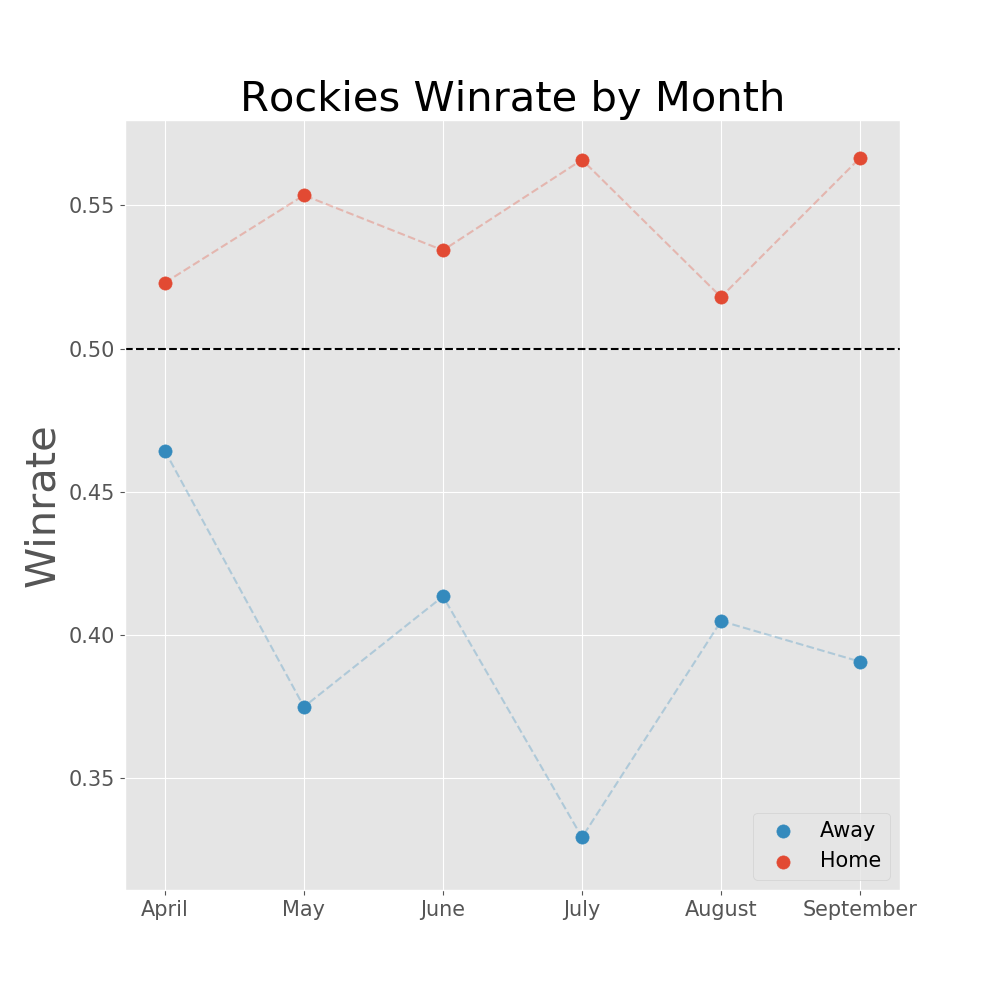 Rockies Winrate by Month
Winrate
0.55
0.50
0.45
0.40
0.35
April May June July August September
Away
Home